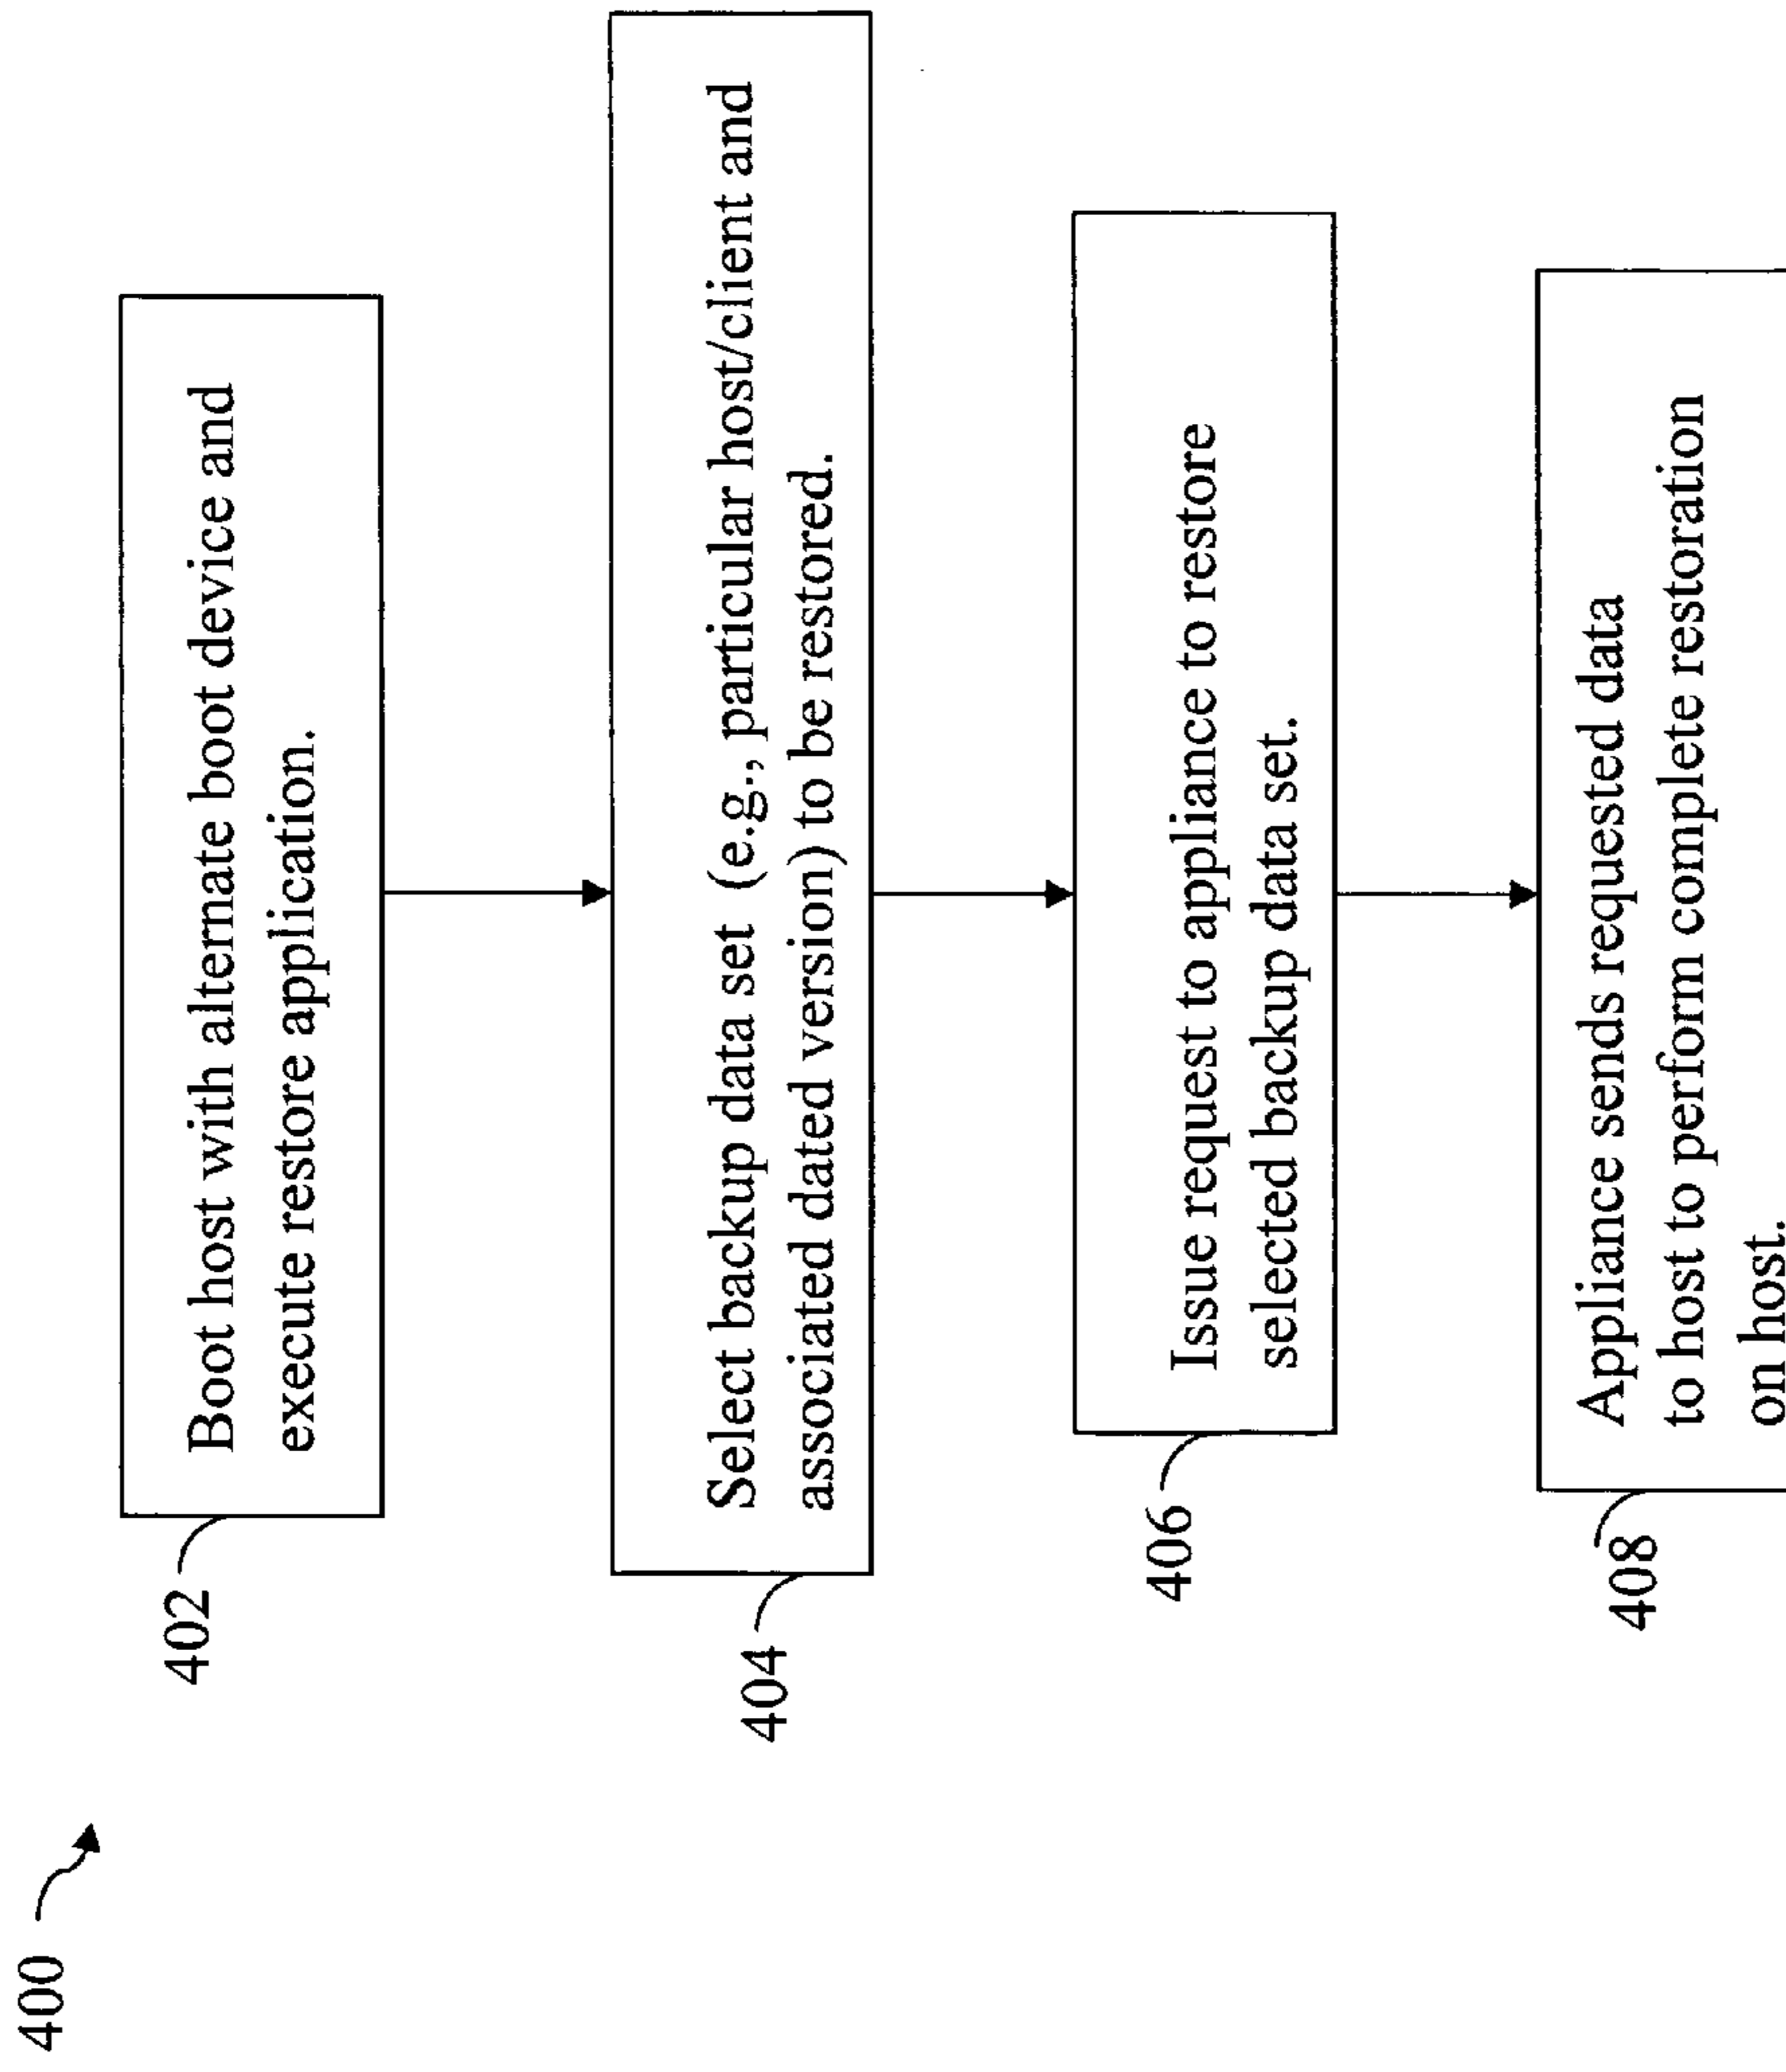 400
402
Boot host with alternate boot device and
execute restore application.
404
Select backup data set (e.g., particular host/client and
associated dated version) to be restored.
406
Issue request to appliance to restore
selected backup data set.
408
Appliance sends requested data
to host to perform complete restoration
on host.